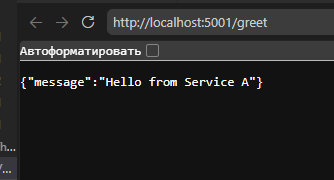 http://localhost:5001/greet
Автоформатировать
{"message":"Hello from Service A"}
h...
/...